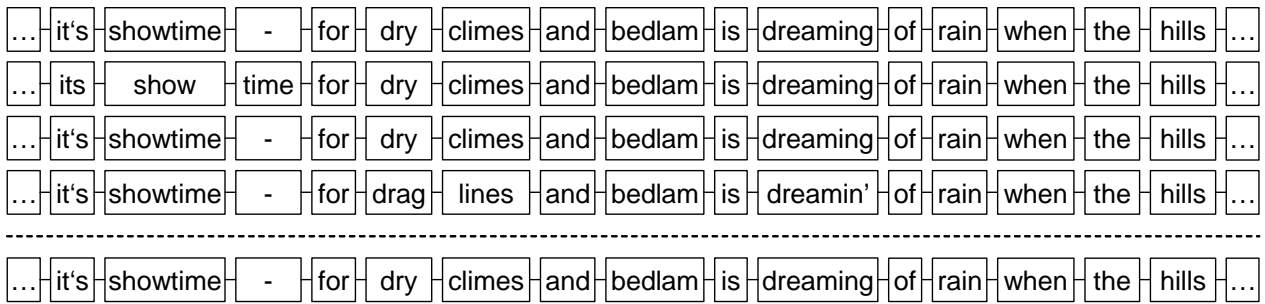 … it's showtime - for dry climes and bedlam is dreaming of rain when the hills …
… its show time for dry climes and bedlam is dreaming of rain when the hills …
… it's showtime - for dry climes and bedlam is dreaming of rain when the hills …
… it's showtime - for drag lines and bedlam is dreamin’ of rain when the hills …
… it's showtime - for dry climes and bedlam is dreaming of rain when the hills …